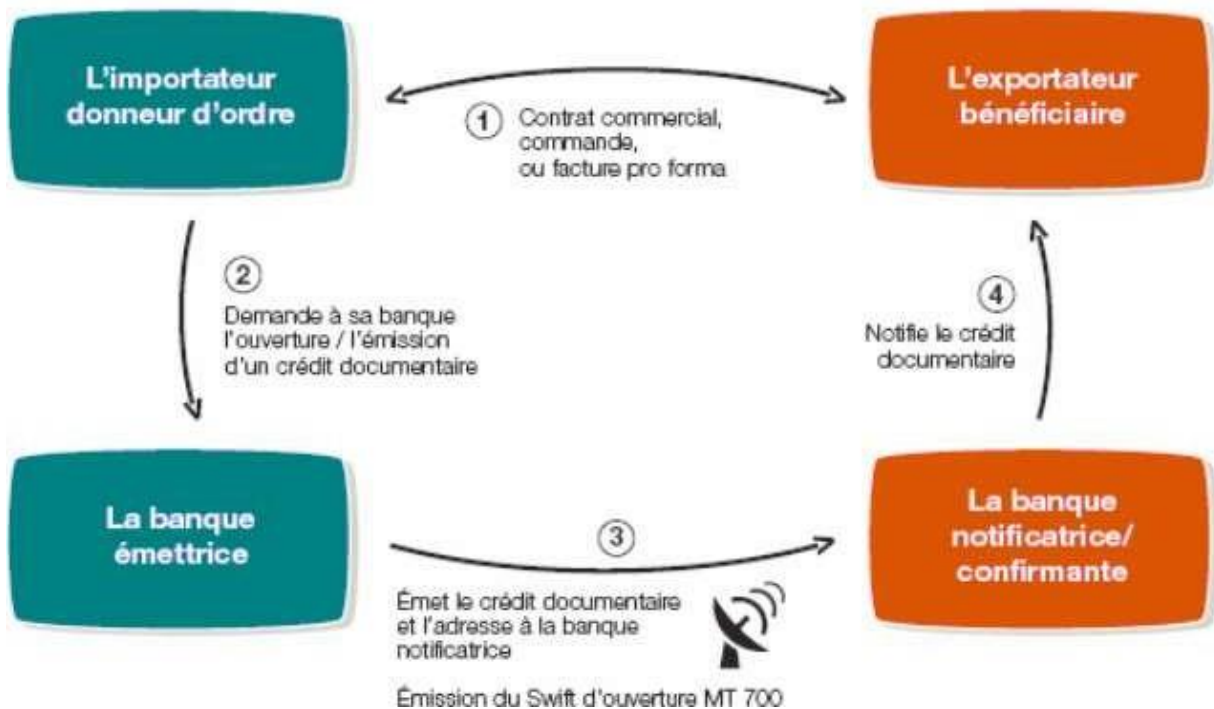 L'importateur
donneur d'ordre
L'exportateur
bénéficiaire
1 Contrat commercial,
commande,
ou facture pro forma
2
Demande à sa banque
l'ouverture / l'émission
d'un crédit documentaire
4
Notifie le crédit
documentaire
La banque
émettrice
3
La banque
notificatrice/
confirmante
Émet le crédit documentaire
et l'adresse à la banque
notificatrice
Émission du Swift d'ouverture MT 700